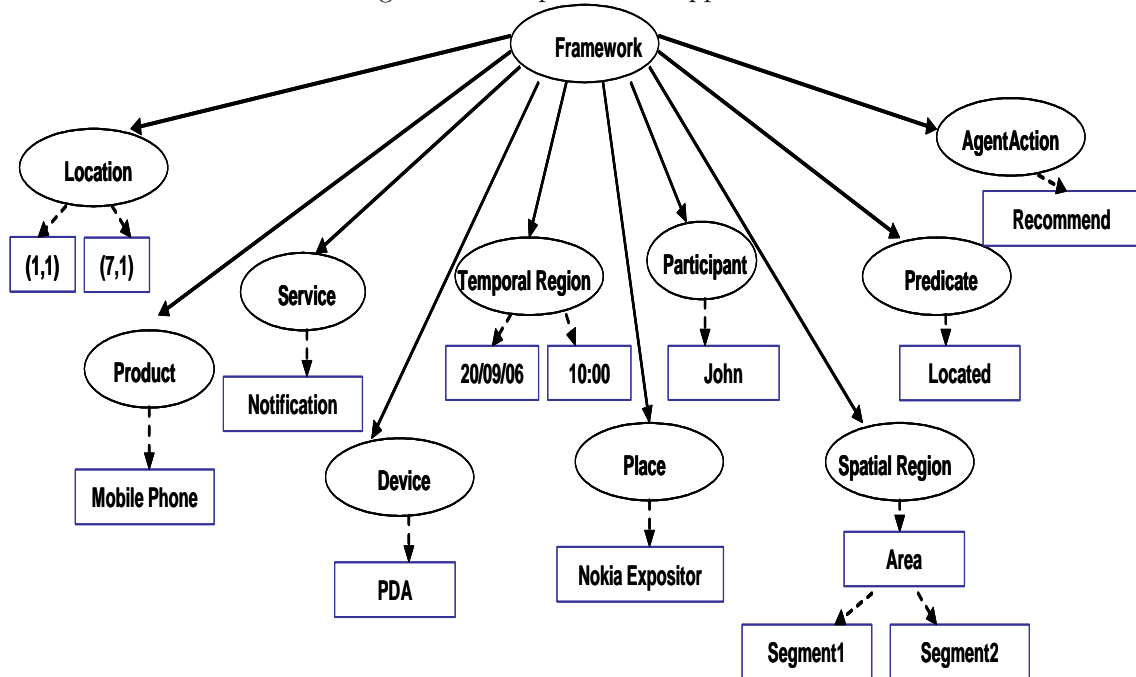 Framework
AgentAction
Location
Recommend
(1,1)
(7,1)
Service
Temporal Region
Participant
Predicate
Product
Notification
20/09/06
10:00
John
Located
Mobile Phone
Device
Place
Spatial Region
PDA
Nokia Expositor
Area
Segment1
Segment2